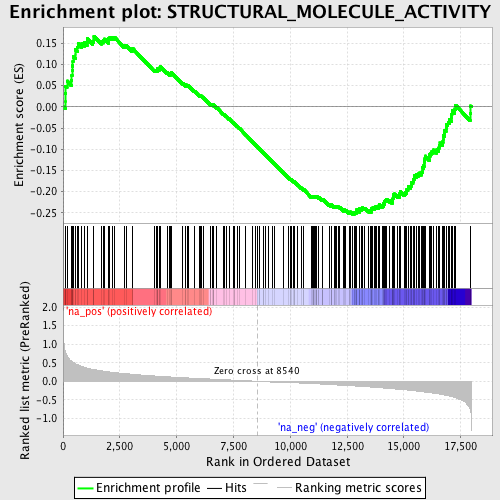 Enrichment plot: STRUCTURAL_MOLECULE_ACTIVITY
Enrichment score (ES)
0.15
0.10
0.05
0.00
-0.05
-0.10
-0.15
-0.20
-0.25
Ranked list metric (PreRanked)
2.0
1.5
1.0
0.5
0.0
-0.5
-1.0
'na_pos' (positively correlated)
Zero cross at 8540
'na_neg' (negatively correlated)
0
2,500
5,000
7,500
10,000
12,500
15,000
17,500
Rank in Ordered Dataset
Enrichment profile
Hits
Ranking metric scores